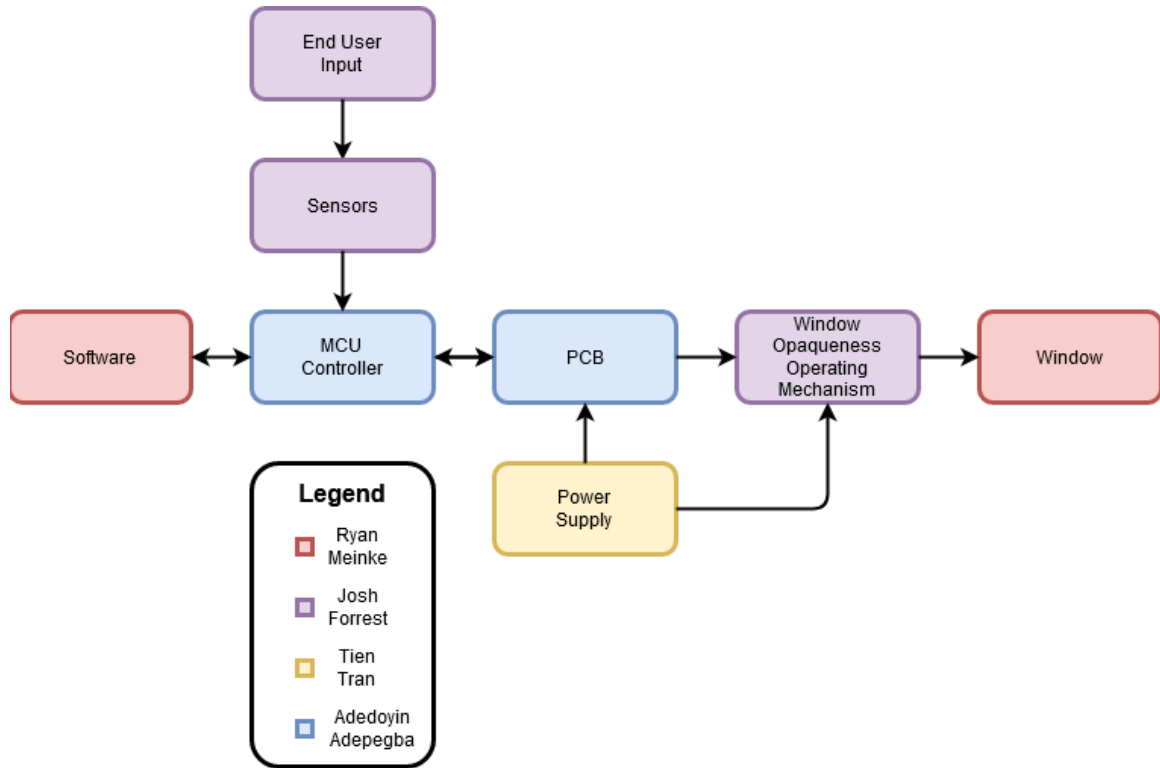 End User
Input
Sensors
Software
MCU
Controller
PCB
Window
Opaqueness
Operating
Mechanism
Window
Power
Supply
Legend
Ryan
Meinke
Josh
Forrest
Tien
Tran
Adedoyin
Adepegba